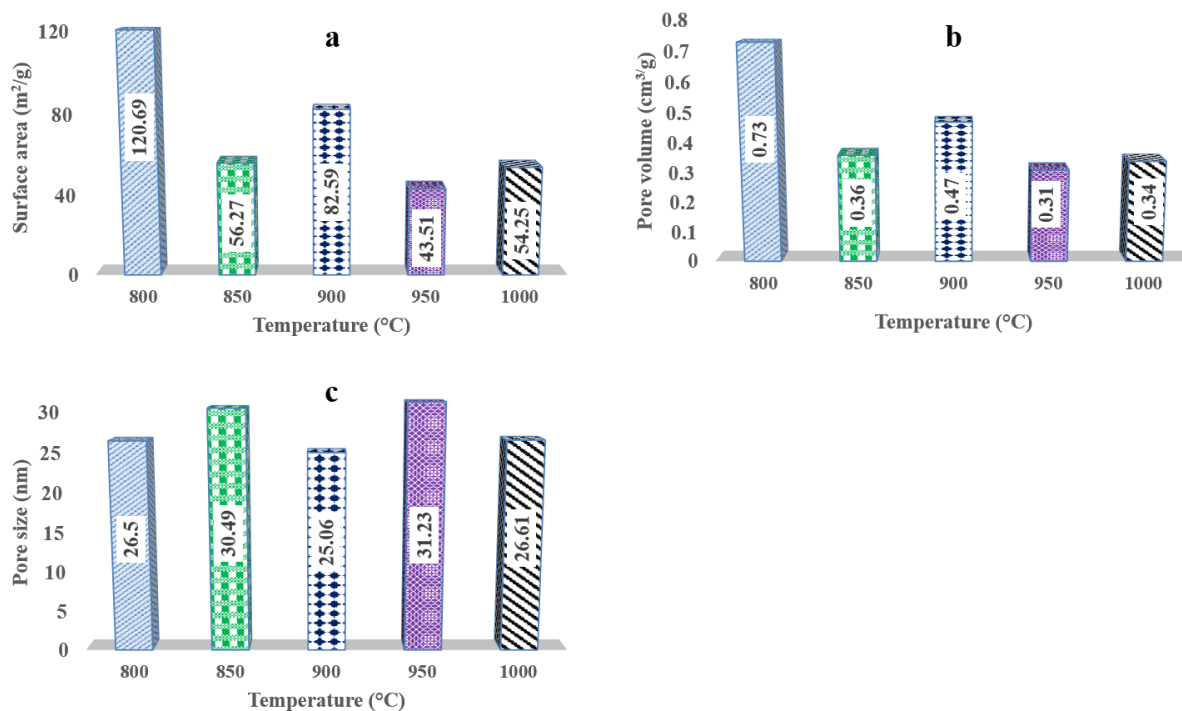 a
Surface area (m²/g)
120
80
40
0
120.69
56.27
82.59
43.51
54.25
800 850 900 950 1000
Temperature (°C)
b
Pore volume (cm³/g)
0.8
0.7
0.6
0.5
0.4
0.3
0.2
0.1
0
0.73
0.36
0.47
0.31
0.34
800 850 900 950 1000
Temperature (°C)
c
Pore size (nm)
30
25
20
15
10
5
0
26.5
30.49
25.06
31.23
26.61
800 850 900 950 1000
Temperature (°C)